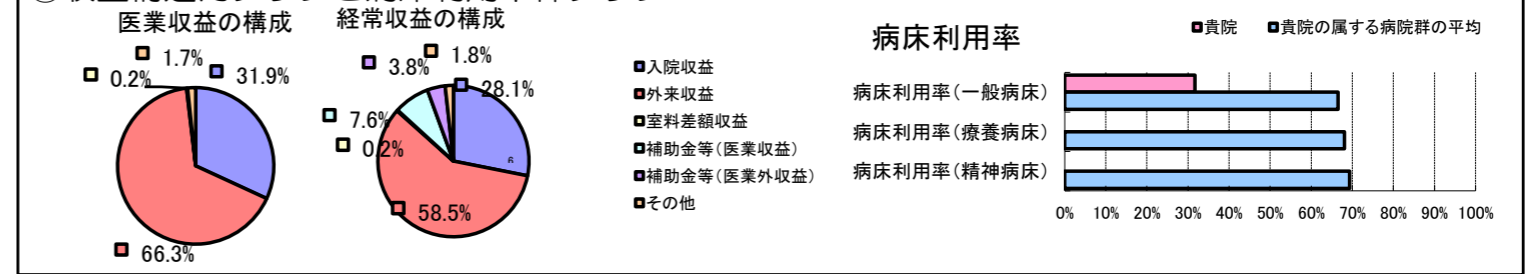 医業収益の構成
1.7%
0.2%
31.9%
66.3%
経常収益の構成
1.8%
3.8%
28.1%
7.6%
0.2%
58.5%
入院収益
外来収益
室料差額収益
補助金等(医業収益)
補助金等(医業外収益)
その他
病床利用率
貴院 貴院の属する病院群の平均
病床利用率(一般病床)
病床利用率(療養病床)
病床利用率(精神病床)
0% 10% 20% 30% 40% 50% 60% 70% 80% 90% 100%